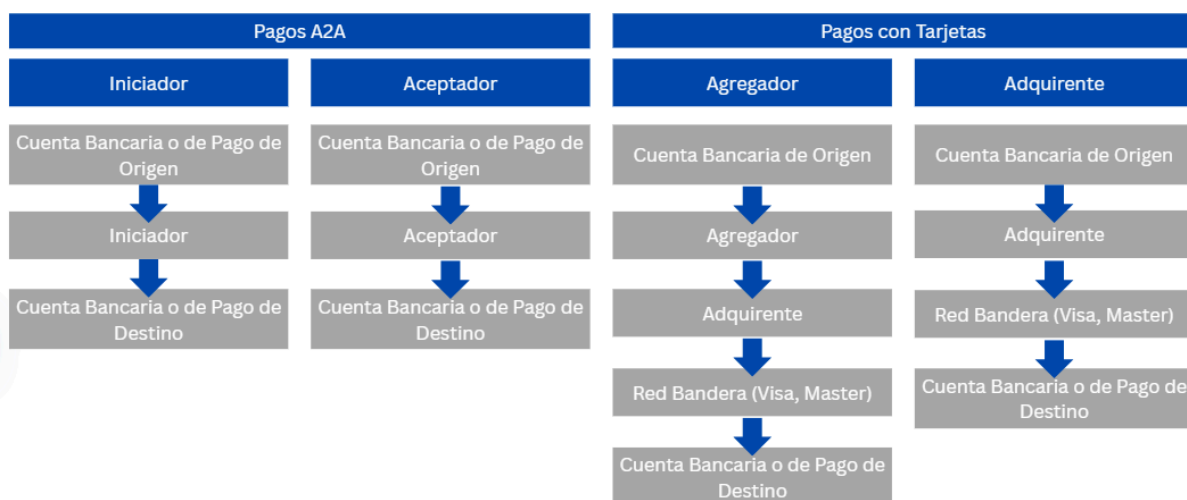 Pagos A2A
Pagos con Tarjetas
Iniciador
Aceptador
Agregador
Adquirente
Cuenta Bancaria o de Pago de
Origen
Iniciador
Cuenta Bancaria o de Pago de
Destino
Cuenta Bancaria o de Pago de
Origen
Aceptador
Cuenta Bancaria o de Pago de
Destino
Cuenta Bancaria de Origen
Agregador
Adquirente
Red Bandera (Visa, Master)
Cuenta Bancaria o de Pago de
Destino
Cuenta Bancaria de Origen
Adquirente
Red Bandera (Visa, Master)
Cuenta Bancaria o de Pago de
Destino